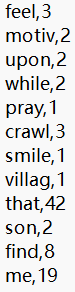 feel,3
motiv,2
upon,2
while,2
pray,1
crawl,3
smile,1
villag,1
that,42
son,2
find,8
me,19